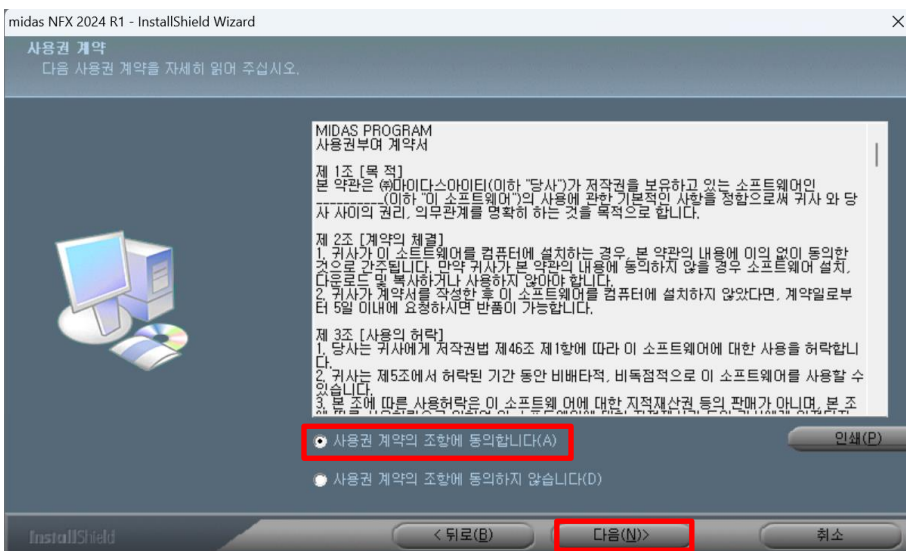 midas NFX 2024 R1 - InstallShield Wizard
사용권 계약
다음 사용권 계약을 자세히 읽어 주십시오.
MIDAS PROGRAM
사용권부여 계약서
제 1조 [목 적]
본 약관은 ㈜마이다스아이티(이하 "당사")가 저작권을 보유하고 있는 소프트웨어인
__________(이하 "이 소프트웨어")의 사용에 관한 기본적인 사항을 정함으로써 귀사 와 당
사 사이의 권리, 의무관계를 명확히 하는 것을 목적으로 합니다.
제 2조 [계약의 체결]
1. 귀사가 이 소트트웨어를 컴퓨터에 설치하는 경우, 본 약관의 내용에 이의 없이 동의한
것으로 간주됩니다. 만약 귀사가 본 약관의 내용에 동의하지 않을 경우 소프트웨어 설치,
다운로드 및 복사하거나 사용하지 않아야 합니다.
2. 귀사가 계약서를 작성한 후 이 소프트웨어를 컴퓨터에 설치하지 않았다면, 계약일로부
터 5일 이내에 요청하시면 반품이 가능합니다.
제 3조 [사용의 허락]
1. 당사는 귀사에게 저작권법 제46조 제1항에 따라 이 소프트웨어에 대한 사용을 허락합니
다.
2. 귀사는 제5조에서 허락된 기간 동안 비배타적, 비독점적으로 이 소프트웨어를 사용할 수
있습니다.
3. 본 조에 따른 사용허락은 이 소프트웨 어에 대한 지적재산권 등의 판매가 아니며, 본 조
사용권 계약의 조항에 동의합니다(A)
인쇄(P)
사용권 계약의 조항에 동의하지 않습니다(D)
InstallShield
< 뒤로(B)
다음(N)>
취소